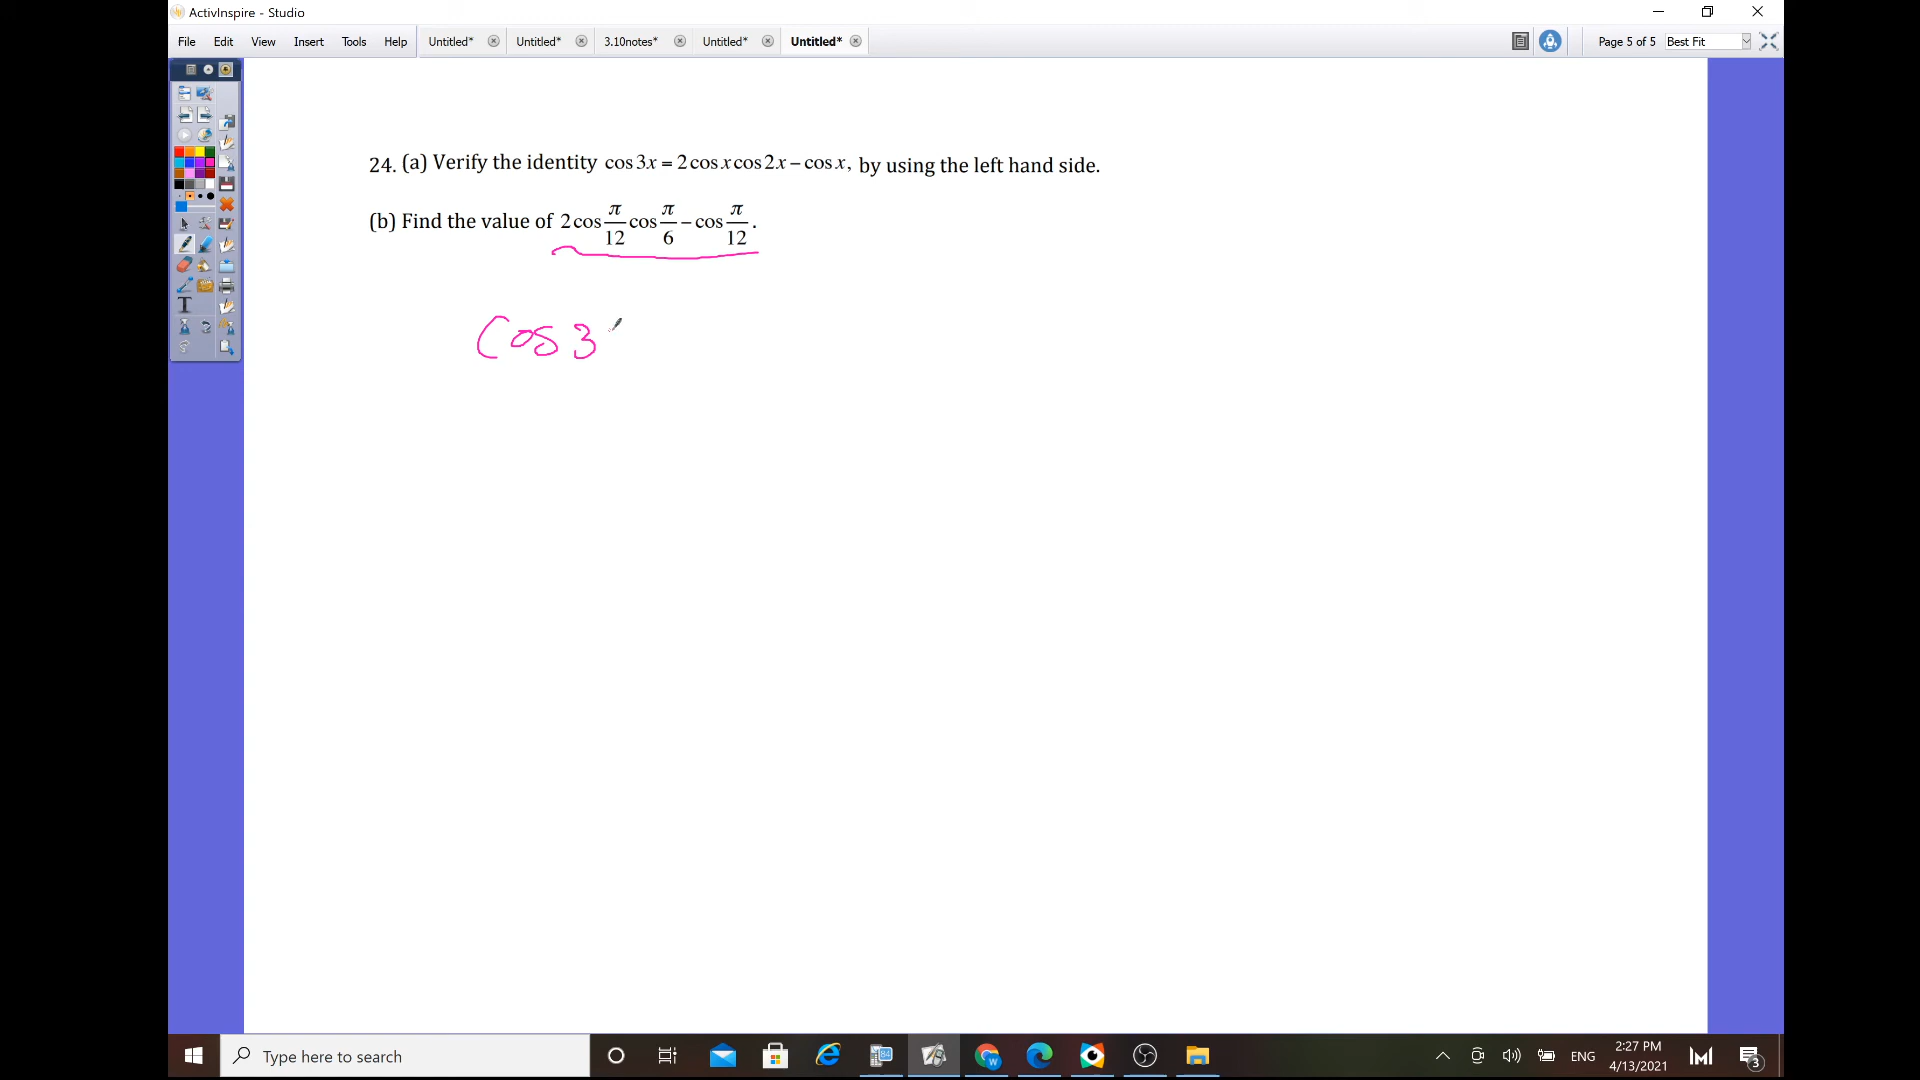 ActivInspire - Studio
File Edit View Insert Tools Help Untitled* Untitled* 3.10notes* Untitled* Untitled* Page 5 of 5 Best Fit
24. (a) Verify the identity cos 3x = 2 cos x cos 2x − cos x, by using the left hand side.
(b) Find the value of 2 cos π/12 cos π/6 − cos π/12.
Cos 3
Type here to search ENG 2:27 PM
4/13/2021 3